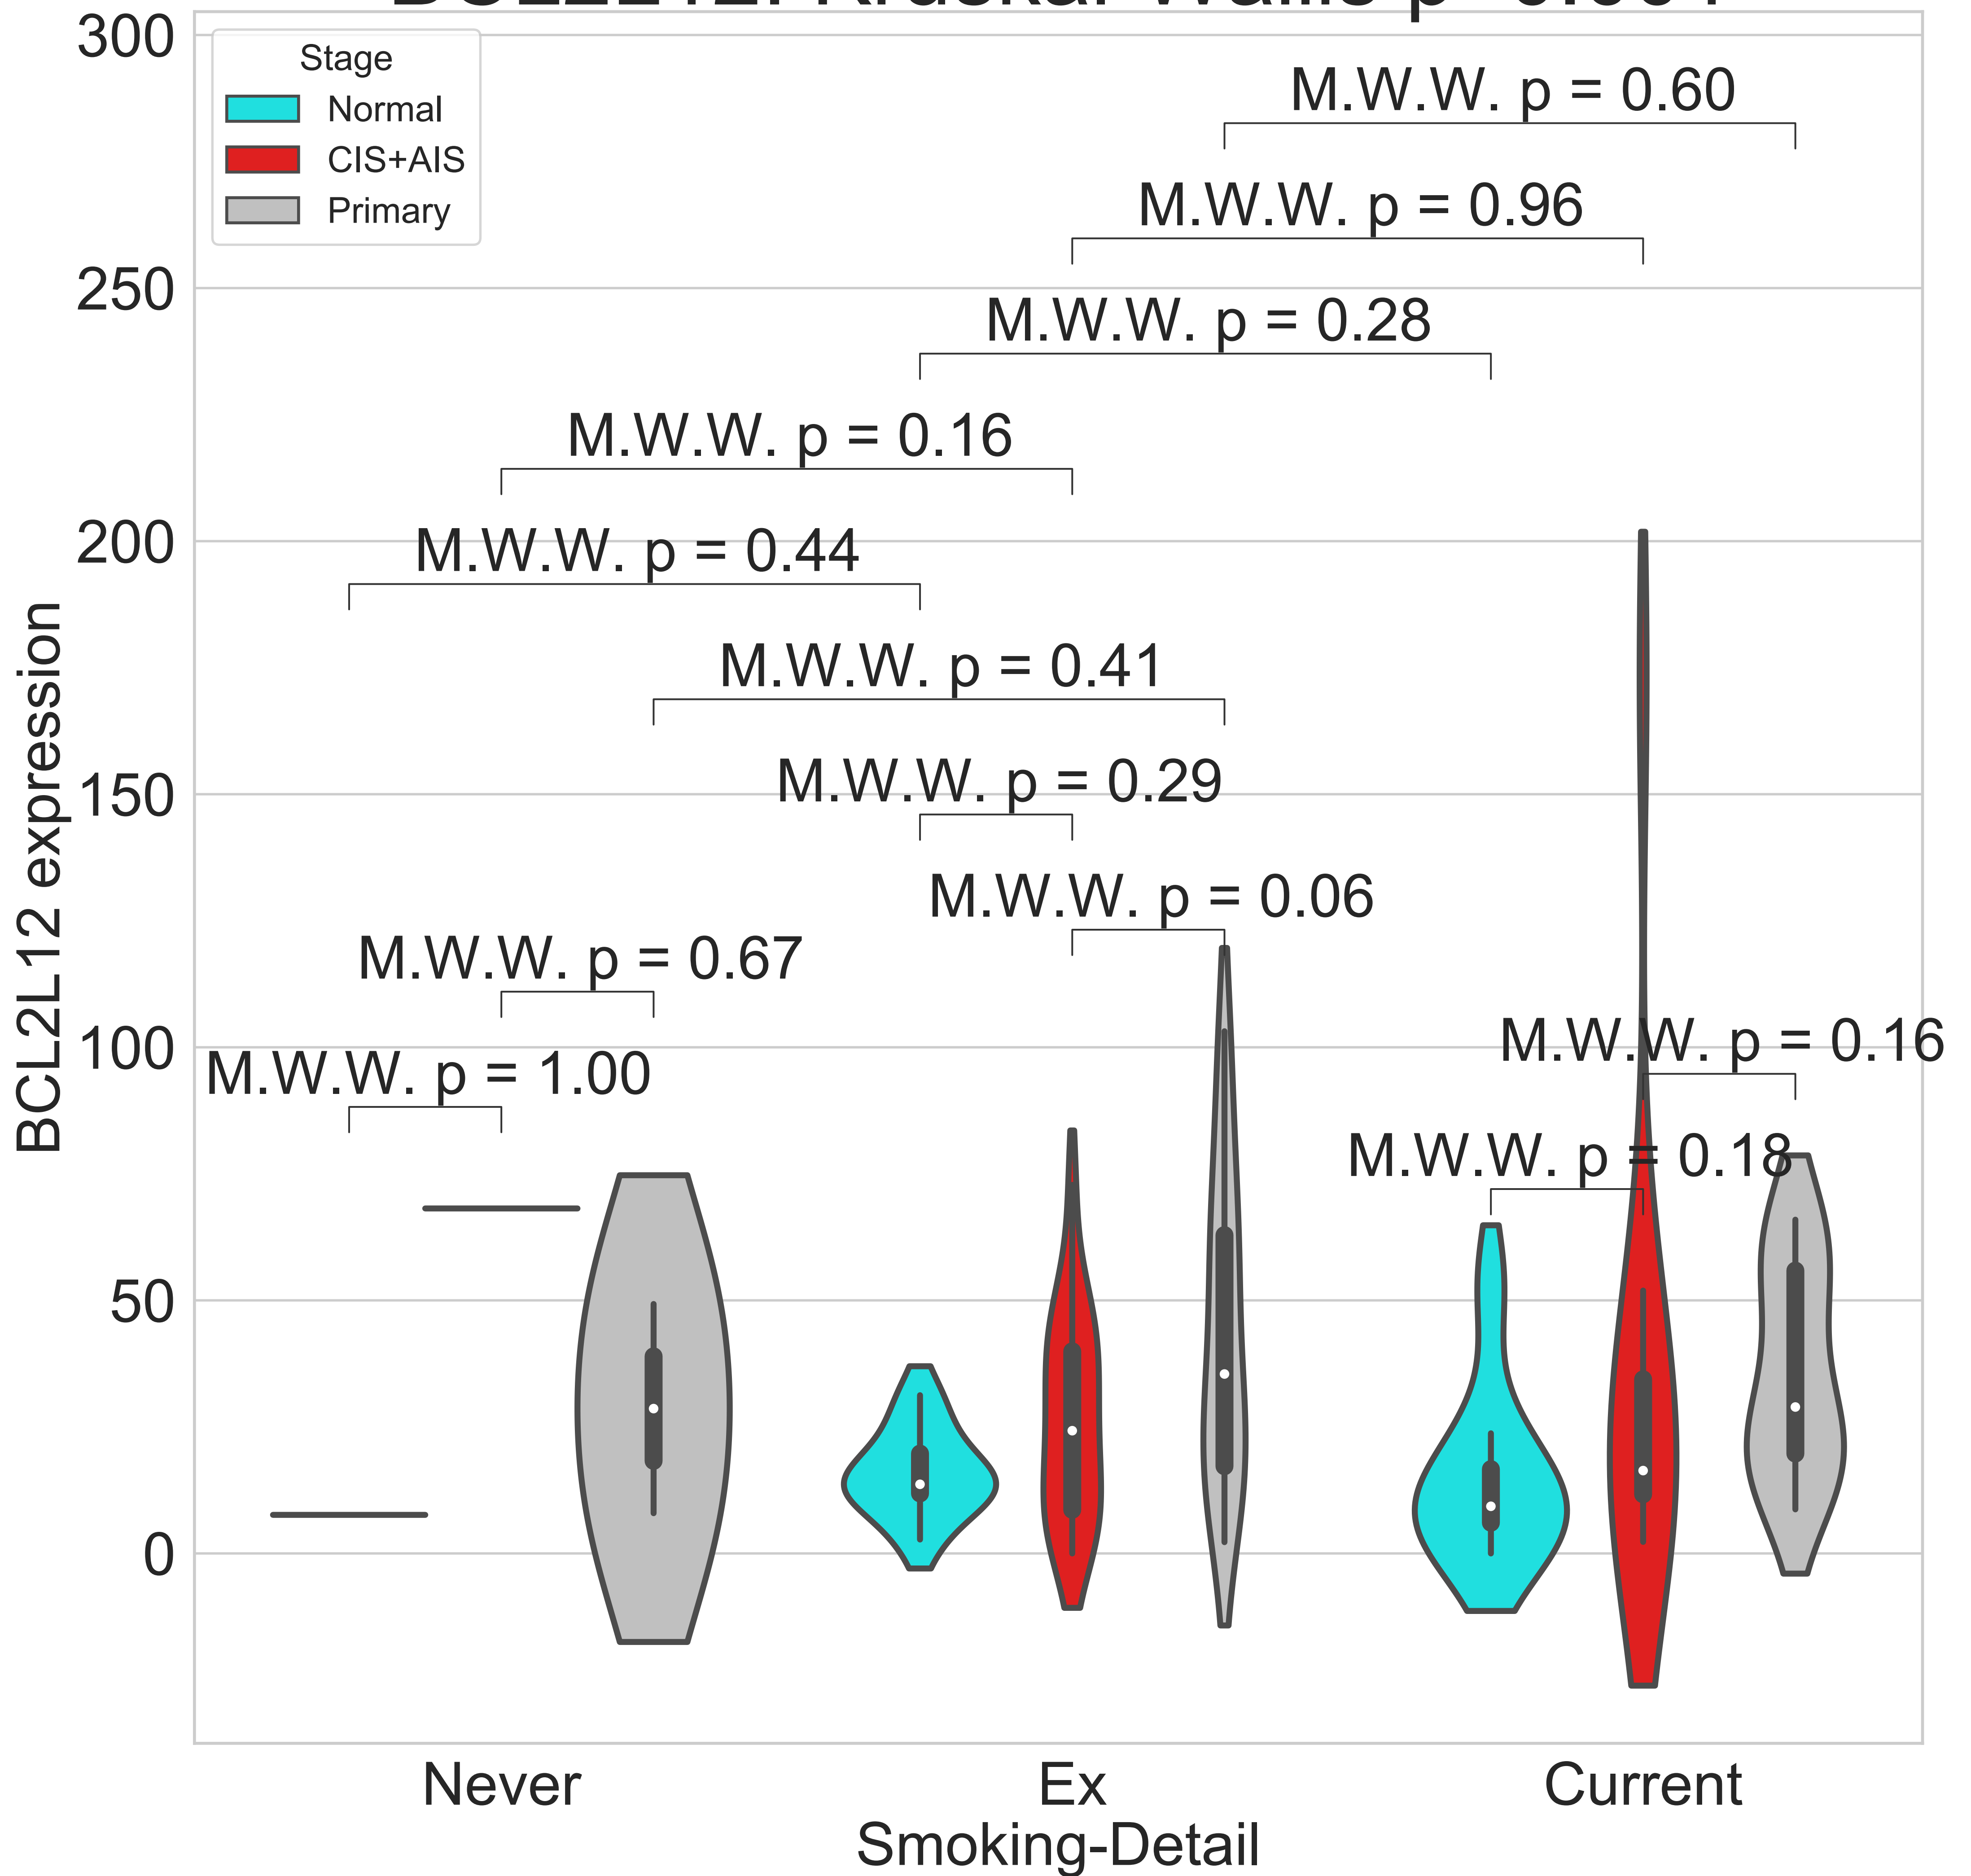 300
Stage
Normal
CIS+AIS
Primary
M.W.W. p = 0.60
M.W.W. p = 0.96
250
M.W.W. p = 0.28
M.W.W. p = 0.16
200
M.W.W. p = 0.44
M.W.W. p = 0.41
150
M.W.W. p = 0.29
M.W.W. p = 0.06
M.W.W. p = 0.67
100
M.W.W. p = 0.16
M.W.W. p = 1.00
M.W.W. p = 0.18
50
0
BCL2L12 expression
Never
Ex
Current
Smoking-Detail